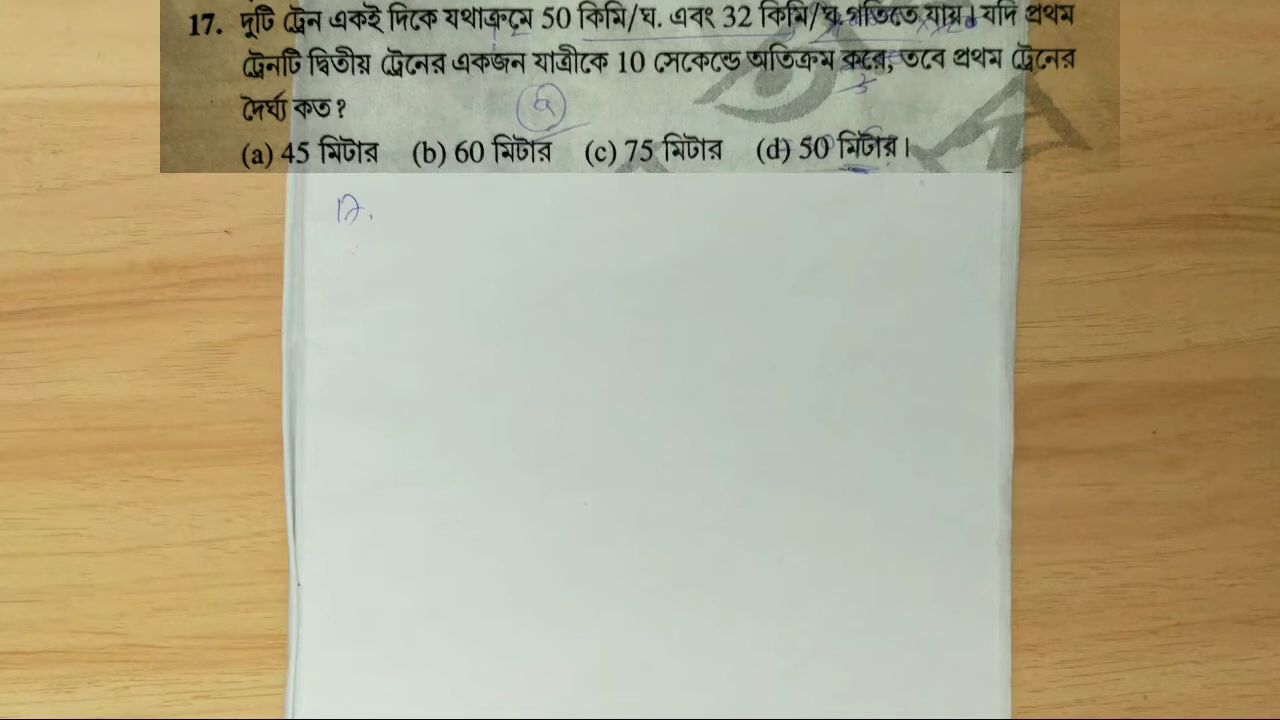 17. দুটি ট্রেন একই দিকে যথাক্রমে 50 কিমি/ঘ. এবং 32 কিমি/ঘ. গতিতে যায়। যদি প্রথম
ট্রেনটি দ্বিতীয় ট্রেনের একজন যাত্রীকে 10 সেকেন্ডে অতিক্রম করে, তবে প্রথম ট্রেনের
দৈর্ঘ্য কত?
(a) 45 মিটার (b) 60 মিটার (c) 75 মিটার (d) 50 মিটার।